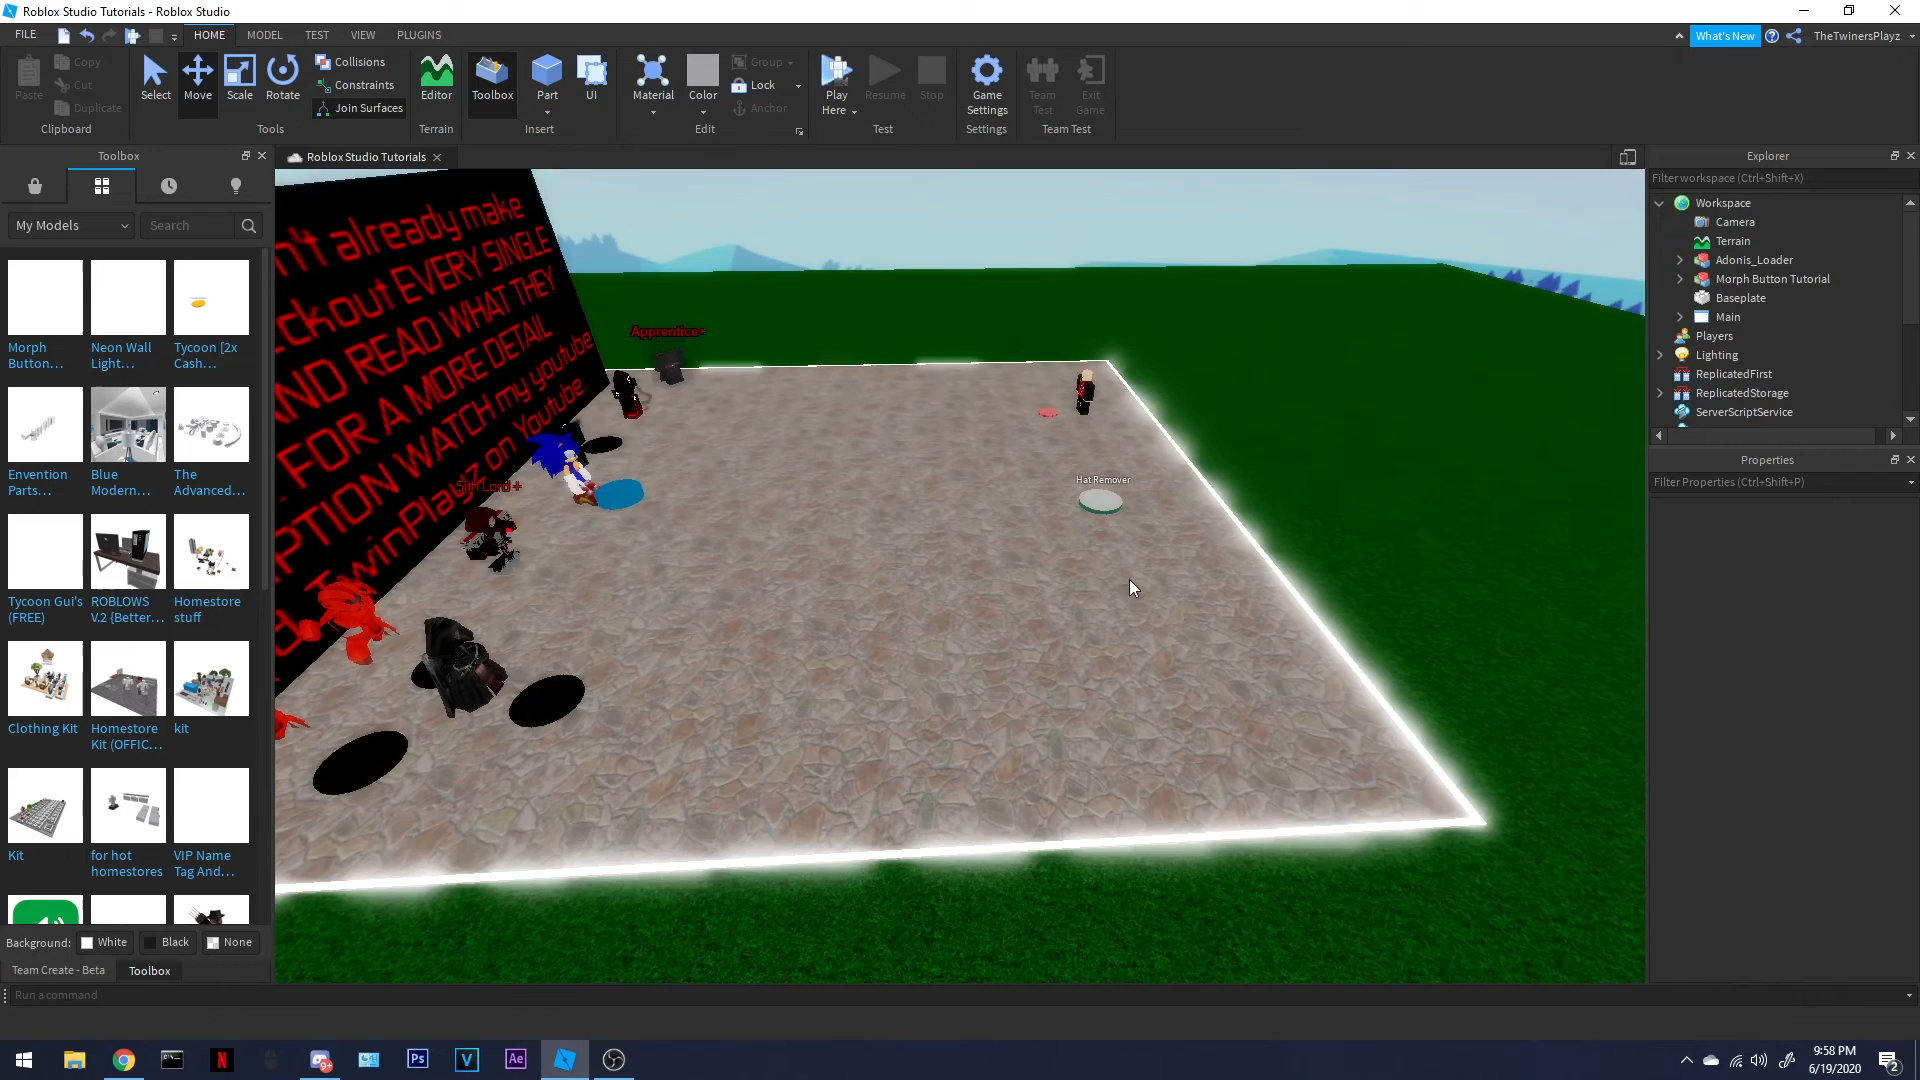 Roblox Studio Tutorials - Roblox Studio
FILE
HOME
MODEL
TEST
VIEW
PLUGINS
What's New
TheTwinersPlayz
Paste
Copy
Cut
Duplicate
Clipboard
Select
Move
Scale
Rotate
Collisions
Constraints
Join Surfaces
Tools
Editor
Terrain
Toolbox
Part
UI
Insert
Material
Color
Group
Lock
Anchor
Edit
Play
Here
Resume
Stop
Test
Game
Settings
Settings
Team
Test
Exit
Game
Team Test
Toolbox
My Models
Search
Morph
Button...
Neon Wall
Light...
Tycoon [2x
Cash...
Envention
Parts...
Blue
Modern...
The
Advanced...
Tycoon Gui's
(FREE)
ROBLOWS
V.2 {Better...
Homestore
stuff
Clothing Kit
Homestore
Kit (OFFIC...
kit
Kit
for hot
homestores
VIP Name
Tag And...
Background:
White
Black
None
Team Create - Beta
Toolbox
Run a command
Roblox Studio Tutorials
already make
EVERY SINGLE
AND READ WHAT THEY
FOR A MORE DETAIL
WATCH my youtube
TwinPlayz on Youtube
Apprentice+
Sith Lord +
Hat Remover
Explorer
Filter workspace (Ctrl+Shift+X)
Workspace
Camera
Terrain
Adonis_Loader
Morph Button Tutorial
Baseplate
Main
Players
Lighting
ReplicatedFirst
ReplicatedStorage
ServerScriptService
Properties
Filter Properties (Ctrl+Shift+P)
N
9+
Ps
V
Ae
9:58 PM
6/19/2020
2